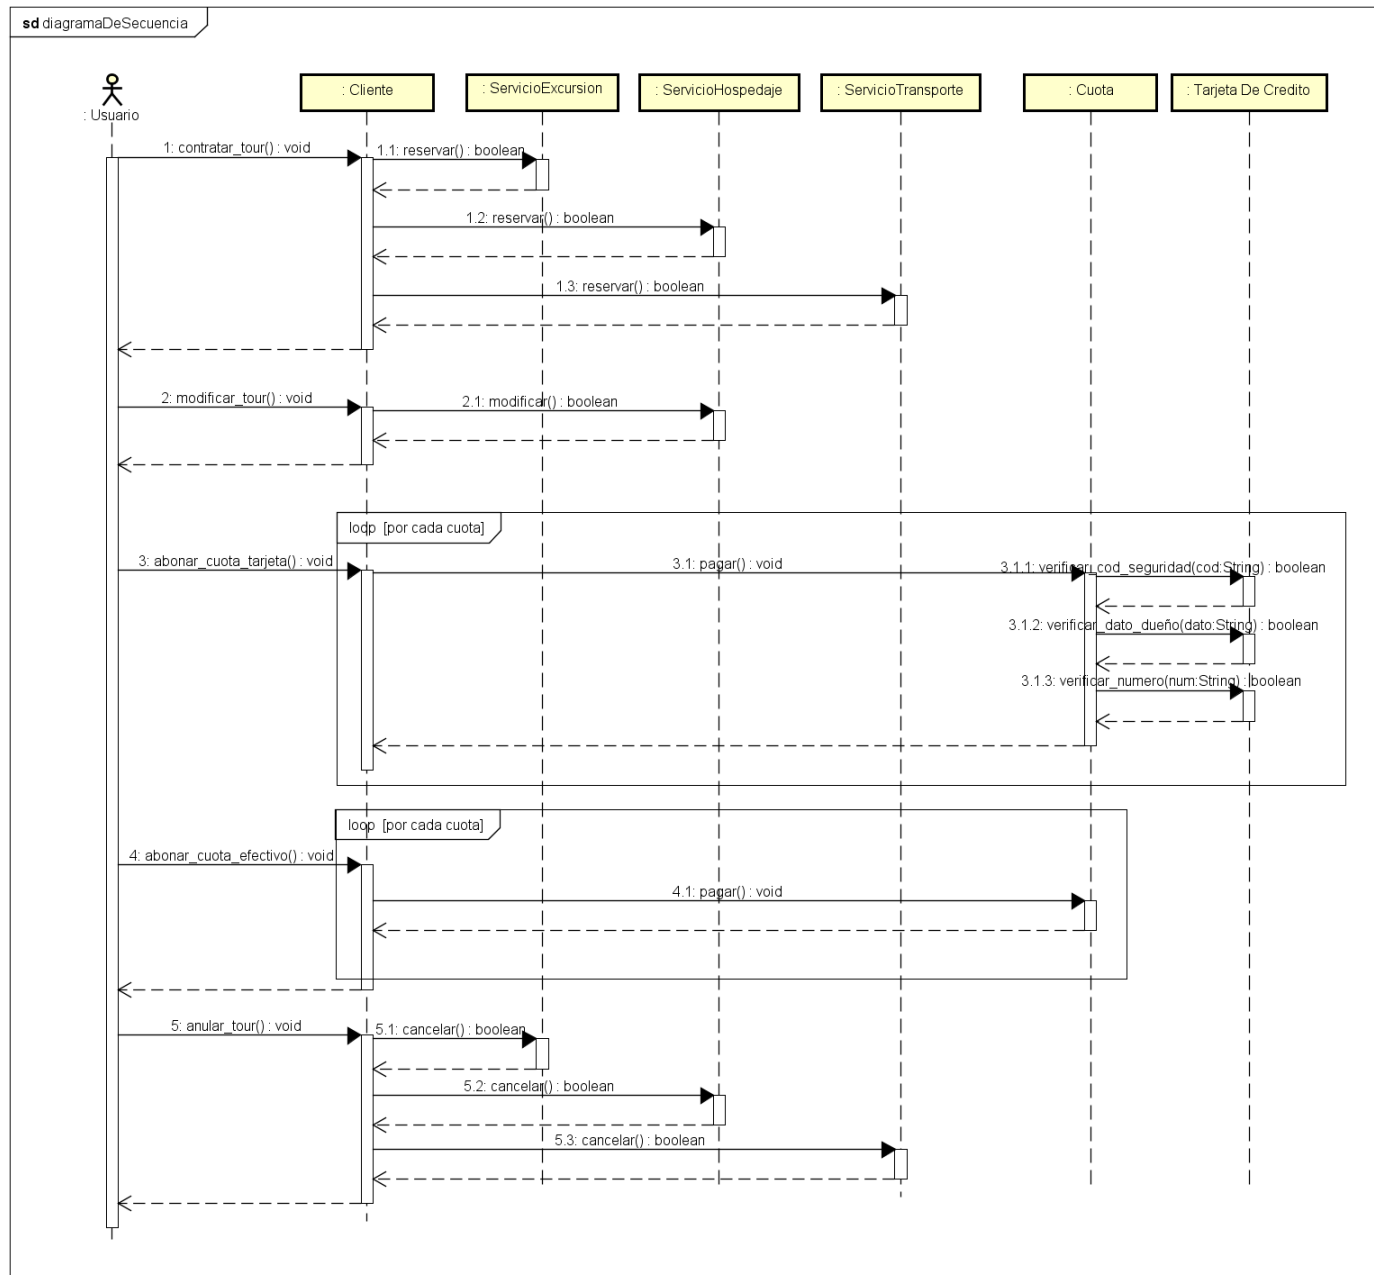 sd diagramaDeSecuencia
: Usuario
: Cliente
: ServicioExcursion
: ServicioHospedaje
: ServicioTransporte
: Cuota
: Tarjeta De Credito
1: contratar_tour() : void
1.1: reservar() : boolean
1.2: reservar() : boolean
1.3: reservar() : boolean
2: modificar_tour() : void
2.1: modificar() : boolean
loop [por cada cuota]
3: abonar_cuota_tarjeta() : void
3.1: pagar() : void
3.1.1: verificar_cod_seguridad(cod:String) : boolean
3.1.2: verificar_dato_dueño(dato:String) : boolean
3.1.3: verificar_numero(num:String) : boolean
loop [por cada cuota]
4: abonar_cuota_efectivo() : void
4.1: pagar() : void
5: anular_tour() : void
5.1: cancelar() : boolean
5.2: cancelar() : boolean
5.3: cancelar() : boolean